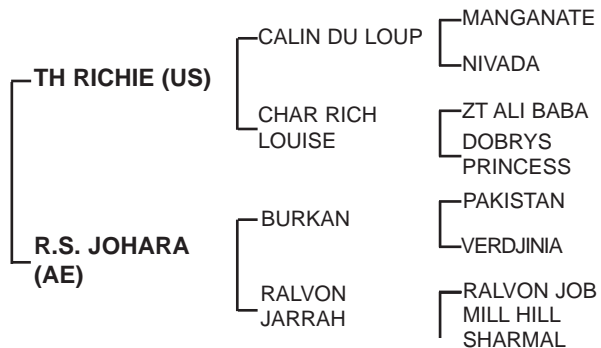 MANGANATE
CALIN DU LOUP
NIVADA
TH RICHIE (US)
CHAR RICH
LOUISE
ZT ALI BABA
DOBRYS
PRINCESS
R.S. JOHARA
(AE)
BURKAN
PAKISTAN
VERDJINIA
RALVON
JARRAH
RALVON JOB
MILL HILL
SHARMAL